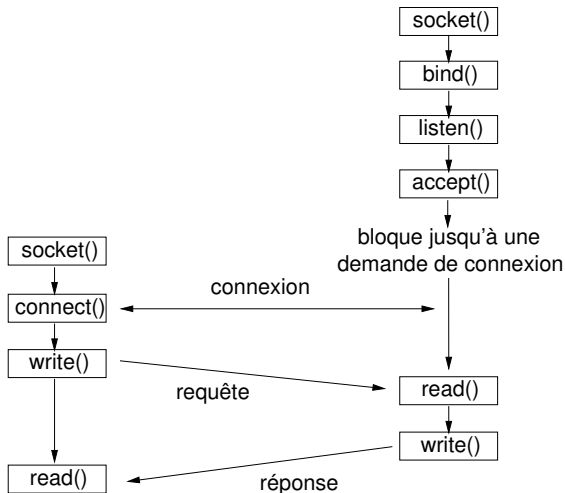 socket()
bind()
listen()
accept()
bloque jusqu'à une
demande de connexion
socket()
connexion
connect()
write()
requête
read()
write()
read()
réponse